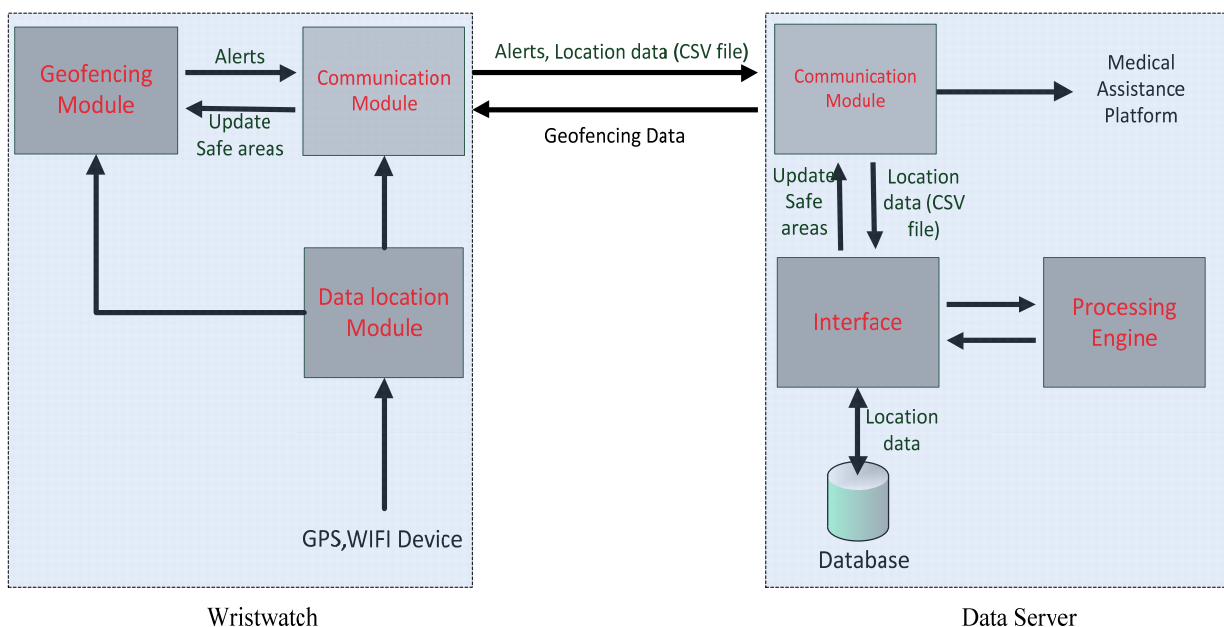 Geofencing
Module
Alerts
Update
Safe areas
Communication
Module
Data location
Module
GPS,WIFI Device
Wristwatch
Alerts, Location data (CSV file)
Geofencing Data
Communication
Module
Medical
Assistance
Platform
Update
Safe
areas
Location
data (CSV
file)
Interface
Processing
Engine
Location
data
Database
Data Server